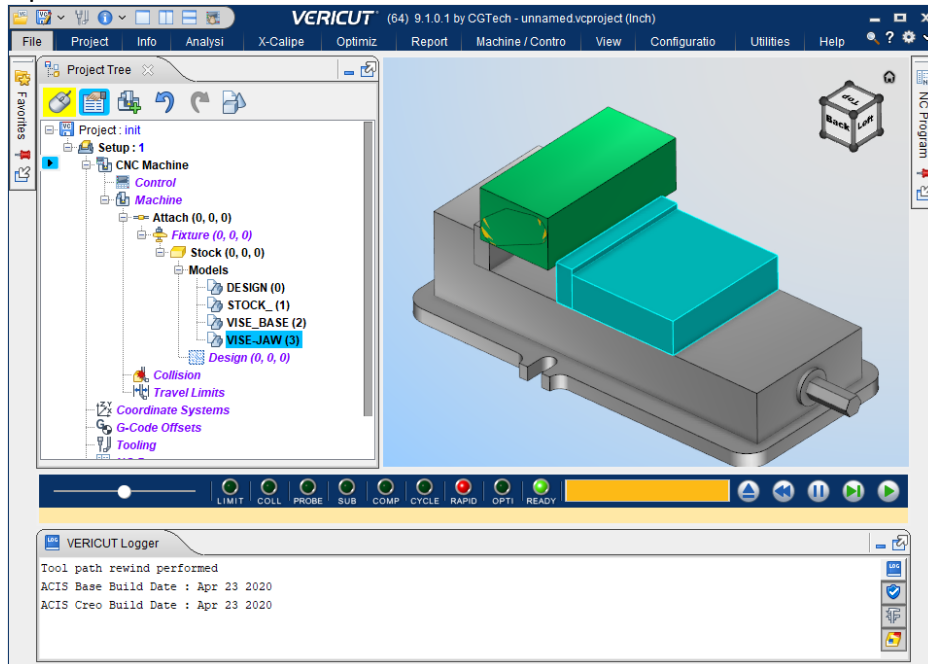 VERICUT (64) 9.1.0.1 by CGTech - unnamed.vcproject (Inch)
File Project Info Analysi X-Calipe Optimiz Report Machine / Contro View Configuratio Utilities Help
Favorites
Project Tree
Project : init
Setup : 1
CNC Machine
Control
Machine
Attach (0, 0, 0)
Fixture (0, 0, 0)
Stock (0, 0, 0)
Models
DESIGN (0)
STOCK_ (1)
VISE_BASE (2)
VISE-JAW (3)
Design (0, 0, 0)
Collision
Travel Limits
Coordinate Systems
G-Code Offsets
Tooling
Top
Back Left
NC Program
LIMIT COLL PROBE SUB COMP CYCLE RAPID OPTI READY
VERICUT Logger
Tool path rewind performed
ACIS Base Build Date : Apr 23 2020
ACIS Creo Build Date : Apr 23 2020
LOG